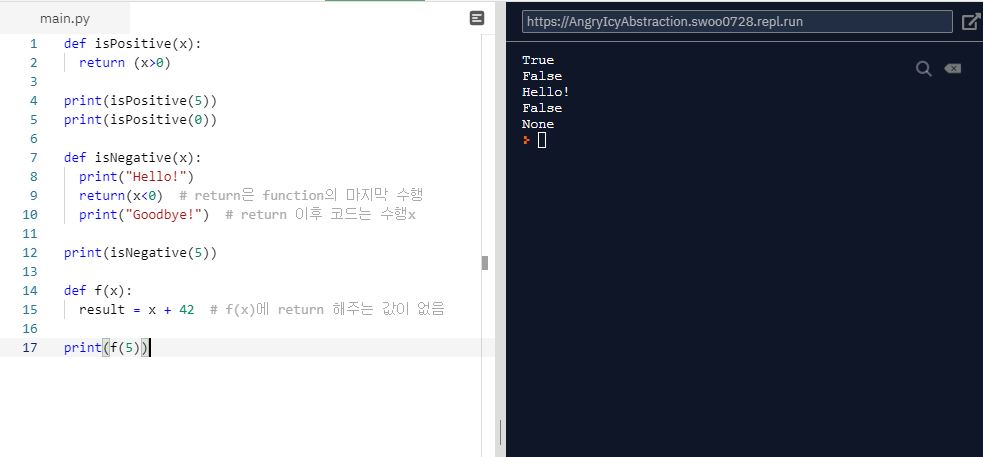 main.py
1 def isPositive(x):
2   return (x>0)
3
4 print(isPositive(5))
5 print(isPositive(0))
6
7 def isNegative(x):
8   print("Hello!")
9   return(x<0)  # return은 function의 마지막 수행
10   print("Goodbye!")  # return 이후 코드는 수행x
11
12 print(isNegative(5))
13
14 def f(x):
15   result = x + 42  # f(x)에 return 해주는 값이 없음
16
17 print(f(5))
https://AngryIcyAbstraction.swoo0728.repl.run
True
False
Hello!
False
None